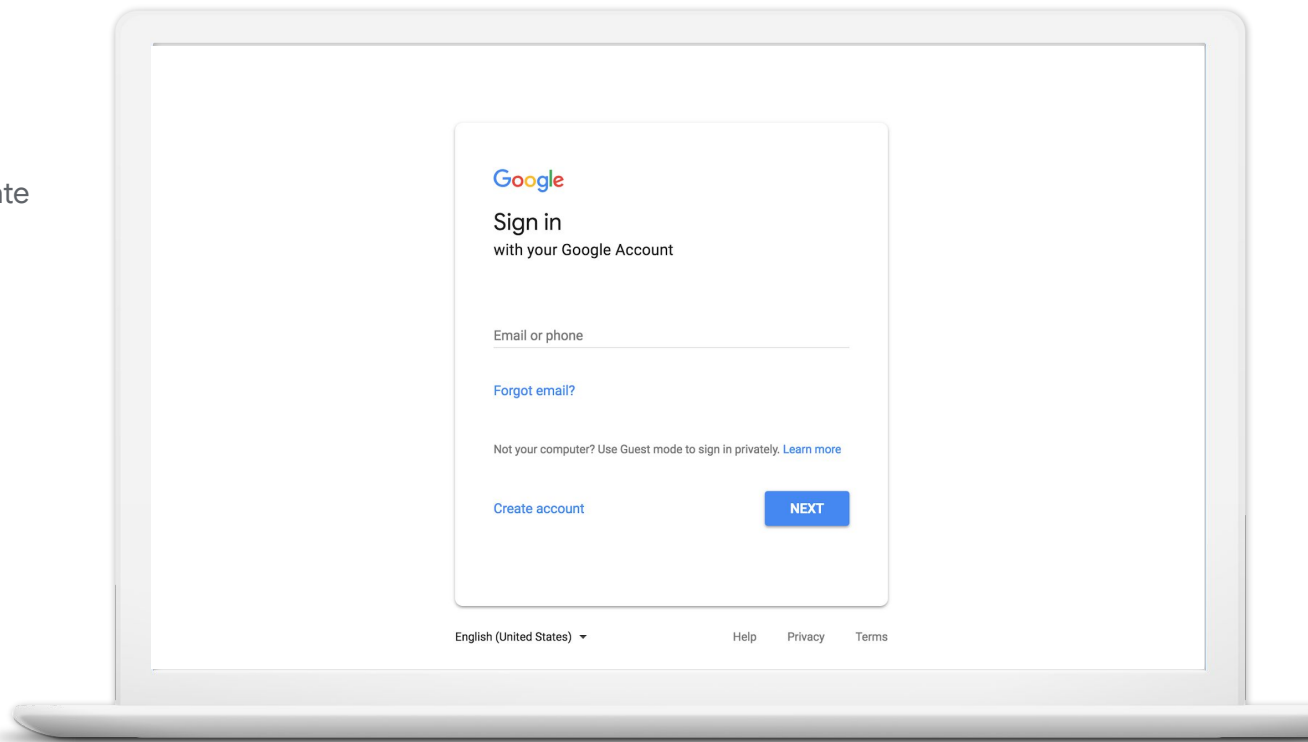 Google
Sign in
with your Google Account
Email or phone
Forgot email?
Not your computer? Use Guest mode to sign in privately. Learn more
Create account
NEXT
English (United States)
Help Privacy Terms